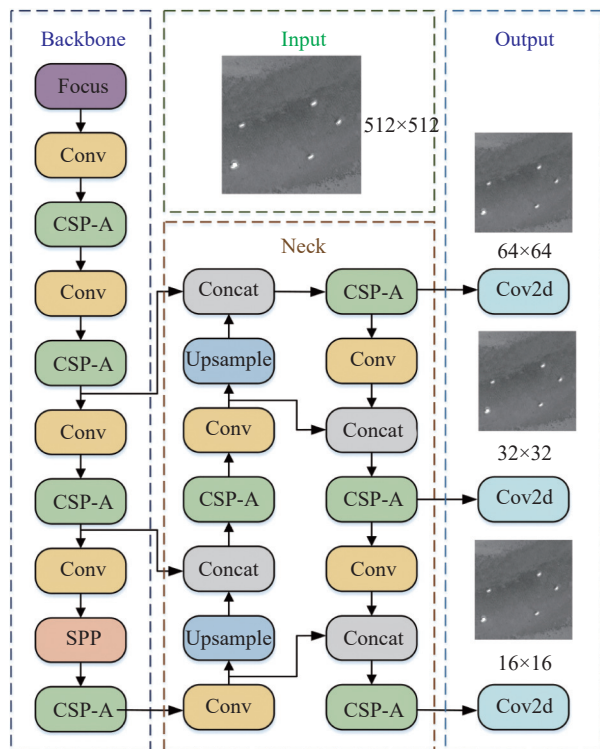 Backbone
Focus
Conv
CSP-A
Conv
CSP-A
Conv
CSP-A
Conv
SPP
CSP-A
Input
512×512
Neck
Concat
Upsample
Conv
CSP-A
Concat
Upsample
Conv
CSP-A
Conv
Concat
CSP-A
Conv
Concat
CSP-A
Output
64×64
Cov2d
32×32
Cov2d
16×16
Cov2d